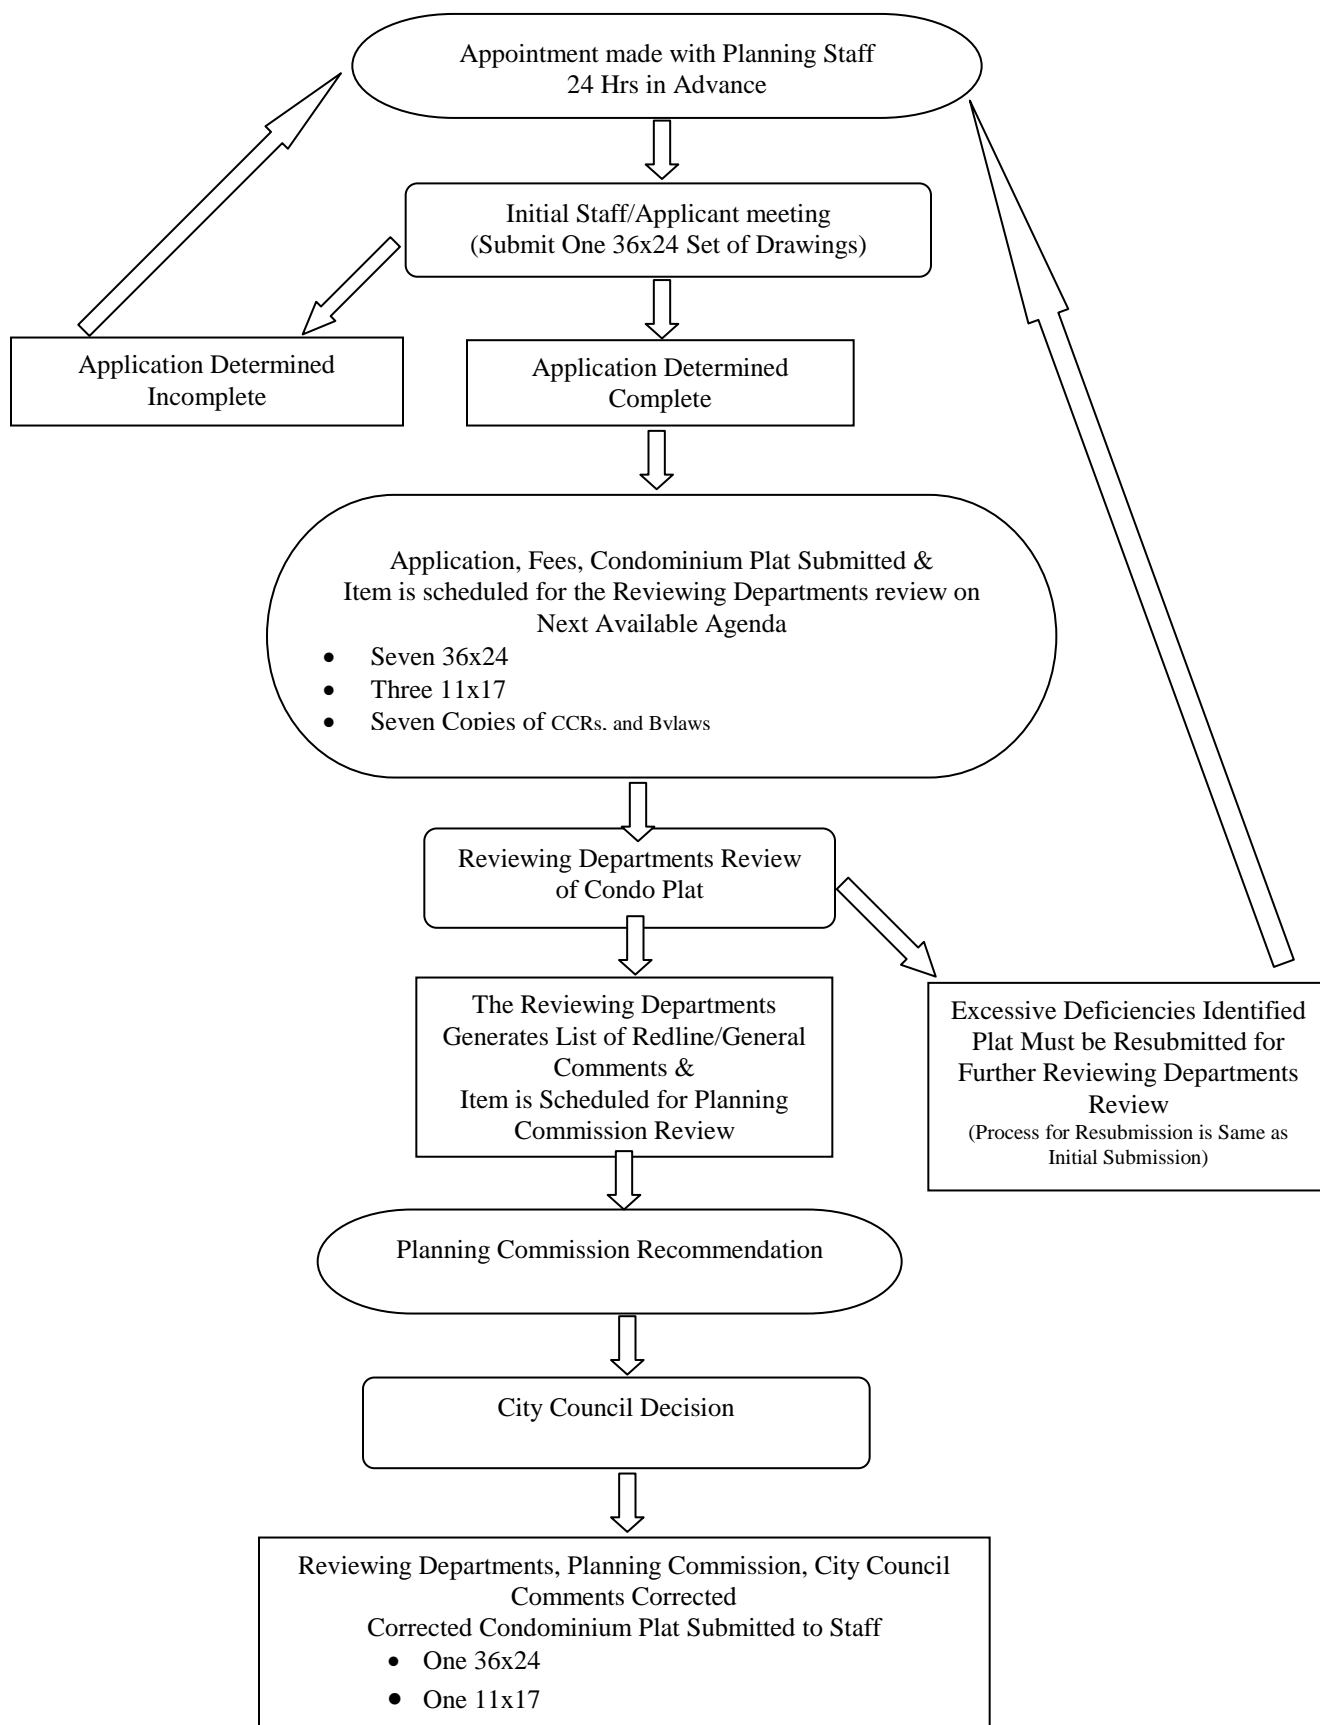 Appointment made with Planning Staff
24 Hrs in Advance
Initial Staff/Applicant meeting
(Submit One 36x24 Set of Drawings)
Application Determined
Incomplete
Application Determined
Complete
Application, Fees, Condominium Plat Submitted &
Item is scheduled for the Reviewing Departments review on
Next Available Agenda
• Seven 36x24
• Three 11x17
• Seven Copies of CCRs, and Bylaws
Reviewing Departments Review
of Condo Plat
The Reviewing Departments
Generates List of Redline/General
Comments &
Item is Scheduled for Planning
Commission Review
Excessive Deficiencies Identified
Plat Must be Resubmitted for
Further Reviewing Departments
Review
(Process for Resubmission is Same as
Initial Submission)
Planning Commission Recommendation
City Council Decision
Reviewing Departments, Planning Commission, City Council
Comments Corrected
Corrected Condominium Plat Submitted to Staff
• One 36x24
• One 11x17